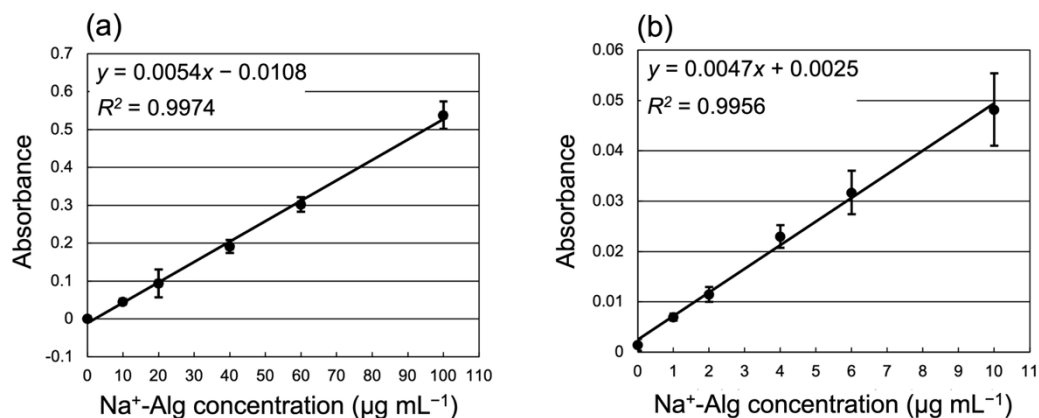 (a)
y = 0.0054x − 0.0108
R² = 0.9974
0.7
0.6
0.5
0.4
0.3
0.2
0.1
0
-0.1
0 10 20 30 40 50 60 70 80 90 100 110
Absorbance
Na⁺-Alg concentration (µg mL⁻¹)
(b)
y = 0.0047x + 0.0025
R² = 0.9956
0.06
0.05
0.04
0.03
0.02
0.01
0
0 1 2 3 4 5 6 7 8 9 10 11
Absorbance
Na⁺-Alg concentration (µg mL⁻¹)